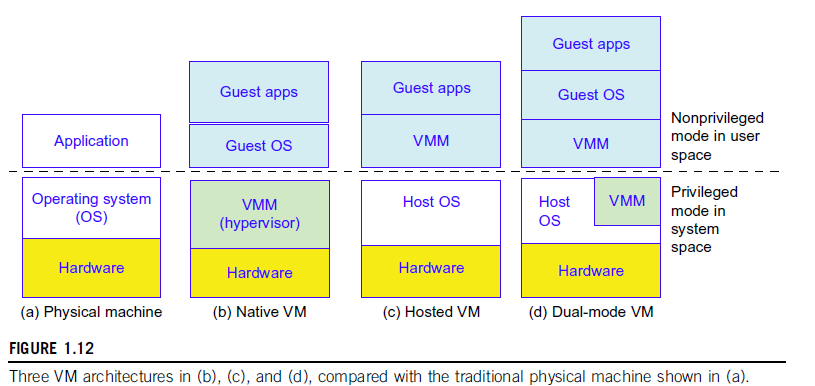 Application
Operating system
(OS)
Hardware
(a) Physical machine
Guest apps
Guest OS
VMM
(hypervisor)
Hardware
(b) Native VM
Guest apps
VMM
Host OS
Hardware
(c) Hosted VM
Guest apps
Guest OS
VMM
Host
OS
VMM
Hardware
(d) Dual-mode VM
Nonprivileged
mode in user
space
Privileged
mode in
system
space
FIGURE 1.12
Three VM architectures in (b), (c), and (d), compared with the traditional physical machine shown in (a).